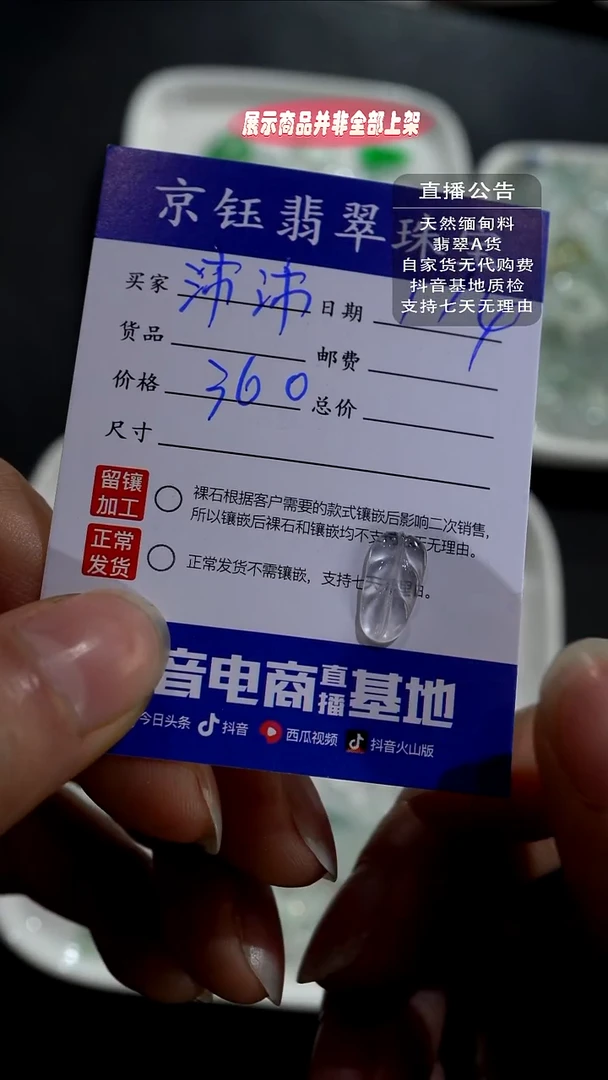 展示商品并非全部上架
直播公告
天然缅甸料
翡翠A货
自家货无代购费
抖音基地质检
支持七天无理由
京钰翡翠珠
买家 沛沛 日期
货品 邮费
价格 360 总价
尺寸
留镶加工
裸石根据客户需要的款式镶嵌后影响二次销售，
所以镶嵌后裸石和镶嵌均不支 天无理由。
正常发货
正常发货不需镶嵌，支持七天 理由。
音电商直播基地
今日头条 抖音 西瓜视频 抖音火山版